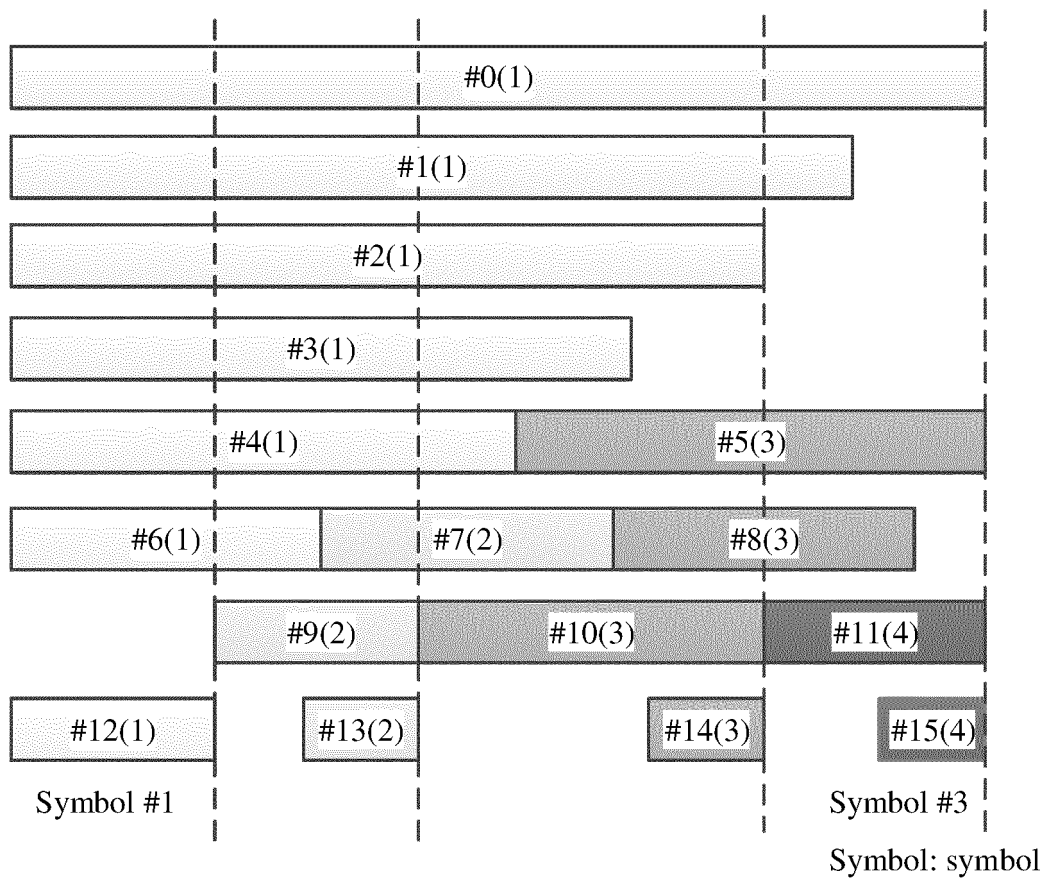 #0(1)
#1(1)
#2(1)
#3(1)
#4(1) #5(3)
#6(1) #7(2) #8(3)
#9(2) #10(3) #11(4)
#12(1) #13(2) #14(3) #15(4)
Symbol #1 Symbol #3
Symbol: symbol